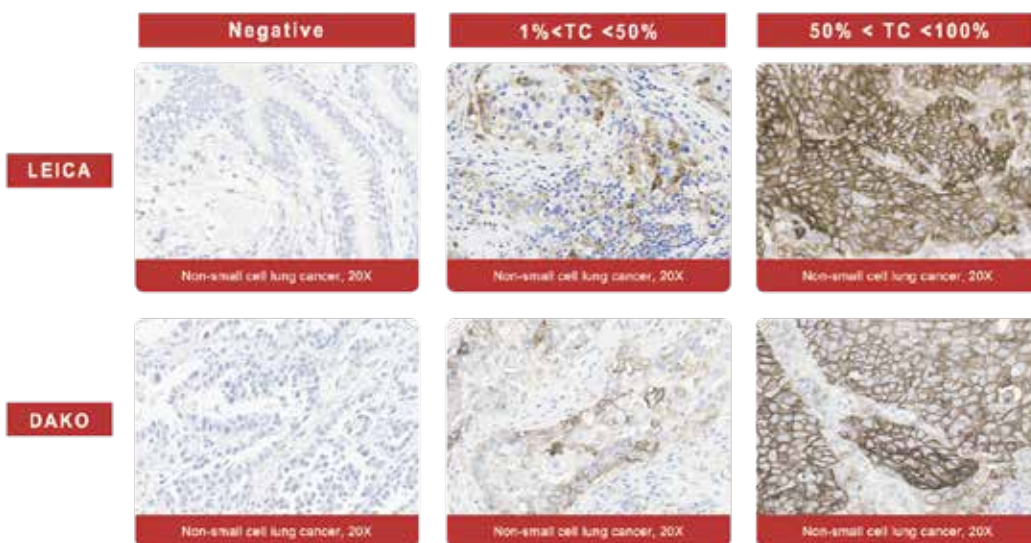 Negative
1%<TC <50%
50% < TC <100%
LEICA
Non-small cell lung cancer, 20X
Non-small cell lung cancer, 20X
Non-small cell lung cancer, 20X
DAKO
Non-small cell lung cancer, 20X
Non-small cell lung cancer, 20X
Non-small cell lung cancer, 20X